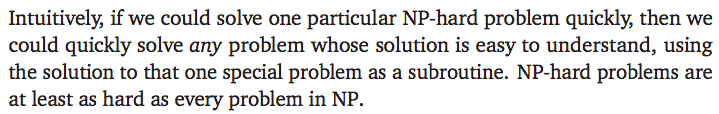 Intuitively, if we could solve one particular NP-hard problem quickly, then we
could quickly solve any problem whose solution is easy to understand, using
the solution to that one special problem as a subroutine. NP-hard problems are
at least as hard as every problem in NP.